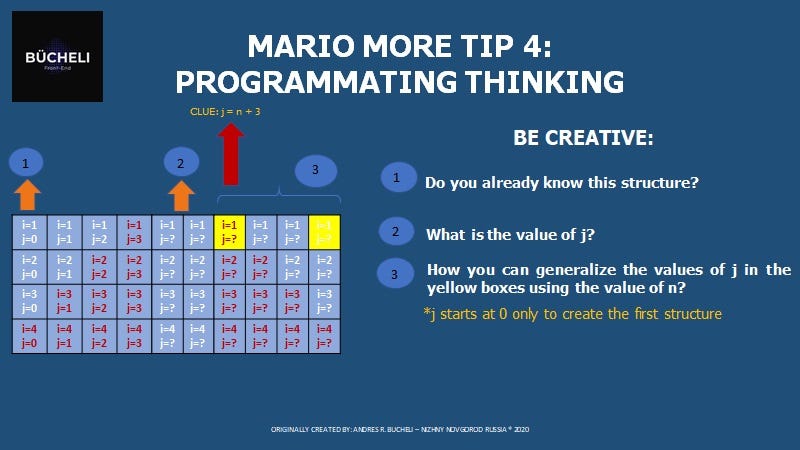 BÜCHELI
Front-End
MARIO MORE TIP 4:
PROGRAMMATING THINKING
CLUE: j = n + 3
1
2
3
i=1 i=1 i=1 i=1 i=1 i=1 i=1 i=1 i=1 i=1
j=0 j=1 j=2 j=3 j=? j=? j=? j=? j=? j=?
i=2 i=2 i=2 i=2 i=2 i=2 i=2 i=2 i=2 i=2
j=0 j=1 j=2 j=3 j=? j=? j=? j=? j=? j=?
i=3 i=3 i=3 i=3 i=3 i=3 i=3 i=3 i=3 i=3
j=0 j=1 j=2 j=3 j=? j=? j=? j=? j=? j=?
i=4 i=4 i=4 i=4 i=4 i=4 i=4 i=4 i=4 i=4
j=0 j=1 j=2 j=3 j=? j=? j=? j=? j=? j=?
BE CREATIVE:
1 Do you already know this structure?
2 What is the value of j?
3 How you can generalize the values of j in the
yellow boxes using the value of n?
*j starts at 0 only to create the first structure
ORIGINALLY CREATED BY: ANDRES R. BUCHELI – NIZHNY NOVGOROD RUSSIA ® 2020